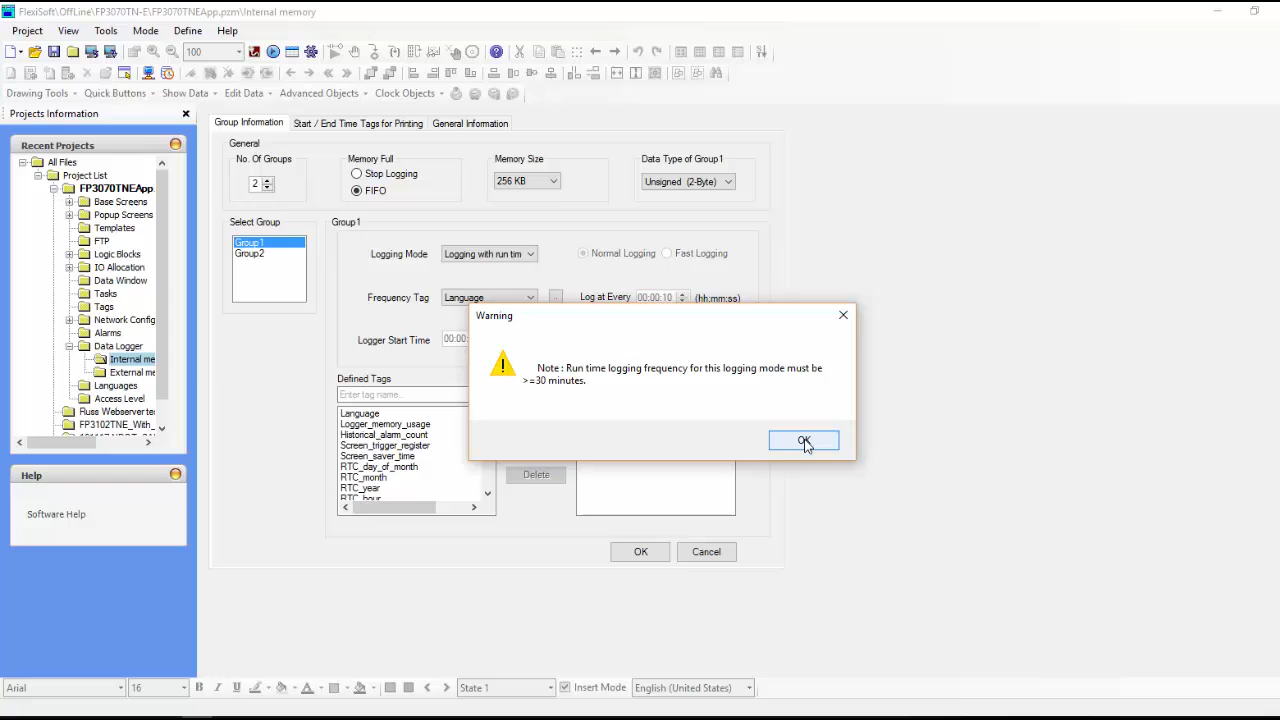 FlexiSoft\OffLine\FP3070TN-E\FP3070TNEApp.pzm\Internal memory
Project View Tools Mode Define Help
100
Drawing Tools Quick Buttons Show Data Edit Data Advanced Objects Clock Objects
Projects Information
Recent Projects
All Files
Project List
FP3070TNEApp.
Base Screens
Popup Screens
Templates
FTP
Logic Blocks
IO Allocation
Data Window
Tasks
Tags
Network Config
Alarms
Data Logger
Internal me
External me
Languages
Access Level
Russ Webserver te
FP3102TNE_With_
Help
Software Help
Group Information Start / End Time Tags for Printing General Information
General
No. Of Groups
2
Memory Full
Stop Logging
FIFO
Memory Size
256 KB
Data Type of Group1
Unsigned (2-Byte)
Select Group
Group1
Group2
Group1
Logging Mode Logging with run tim Normal Logging Fast Logging
Frequency Tag Language .. Log at Every 00:00:10 (hh:mm:ss)
Logger Start Time 00:00:
Defined Tags
Enter tag name..
Language
Logger_memory_usage
Historical_alarm_count
Screen_trigger_register
Screen_saver_time
RTC_day_of_month
RTC_month
RTC_year
RTC_hour
Delete
OK Cancel
Warning
Note : Run time logging frequency for this logging mode must be
>=30 minutes.
OK
Arial 16 B I U A State 1 Insert Mode English (United States)